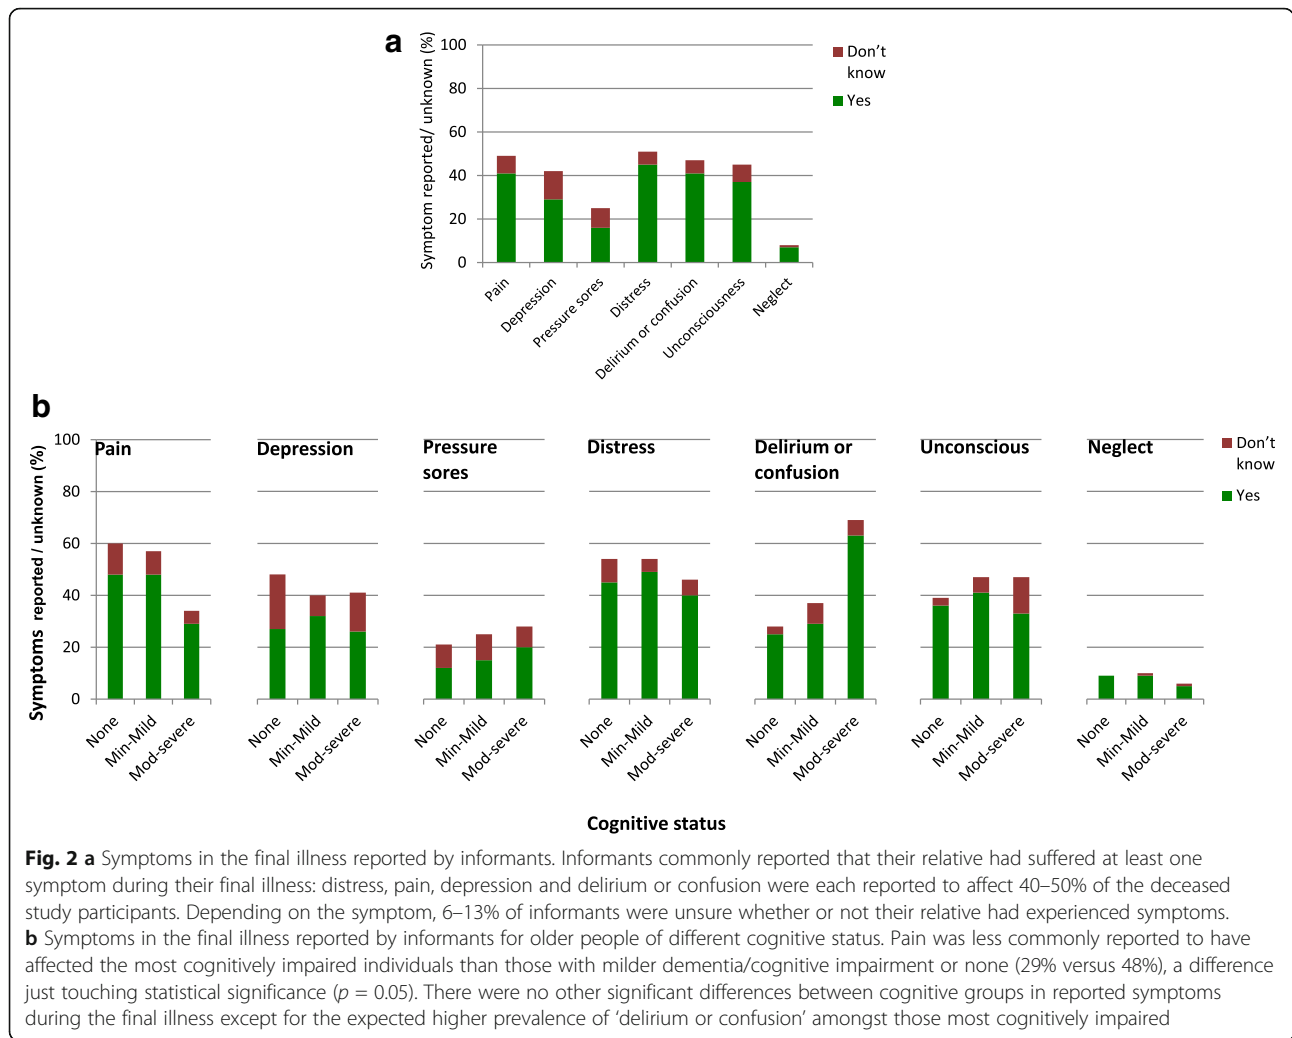 a
Symptom reported/ unknown (%)
100
80
60
40
20
0
Pain
Depression
Pressure sores
Distress
Delirium or confusion
Unconsciousness
Neglect
Don't
know
Yes
b
Symptoms reported / unknown (%)
100
80
60
40
20
0
Pain
None
Min-Mild
Mod-severe
Depression
None
Min-Mild
Mod-severe
Pressure
sores
None
Min-Mild
Mod-severe
Distress
None
Min-Mild
Mod-severe
Delirium or
confusion
None
Min-Mild
Mod-severe
Unconscious
None
Min-Mild
Mod-severe
Neglect
None
Min-Mild
Mod-severe
Don't
know
Yes
Cognitive status
Fig. 2 a Symptoms in the final illness reported by informants. Informants commonly reported that their relative had suffered at least one
symptom during their final illness: distress, pain, depression and delirium or confusion were each reported to affect 40–50% of the deceased
study participants. Depending on the symptom, 6–13% of informants were unsure whether or not their relative had experienced symptoms.
b Symptoms in the final illness reported by informants for older people of different cognitive status. Pain was less commonly reported to have
affected the most cognitively impaired individuals than those with milder dementia/cognitive impairment or none (29% versus 48%), a difference
just touching statistical significance (p = 0.05). There were no other significant differences between cognitive groups in reported symptoms
during the final illness except for the expected higher prevalence of ‘delirium or confusion’ amongst those most cognitively impaired